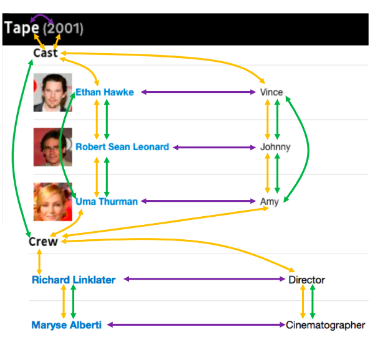 Tape (2001)
Cast
Ethan Hawke Vince
Robert Sean Leonard Johnny
Uma Thurman Amy
Crew
Richard Linklater Director
Maryse Alberti Cinematographer